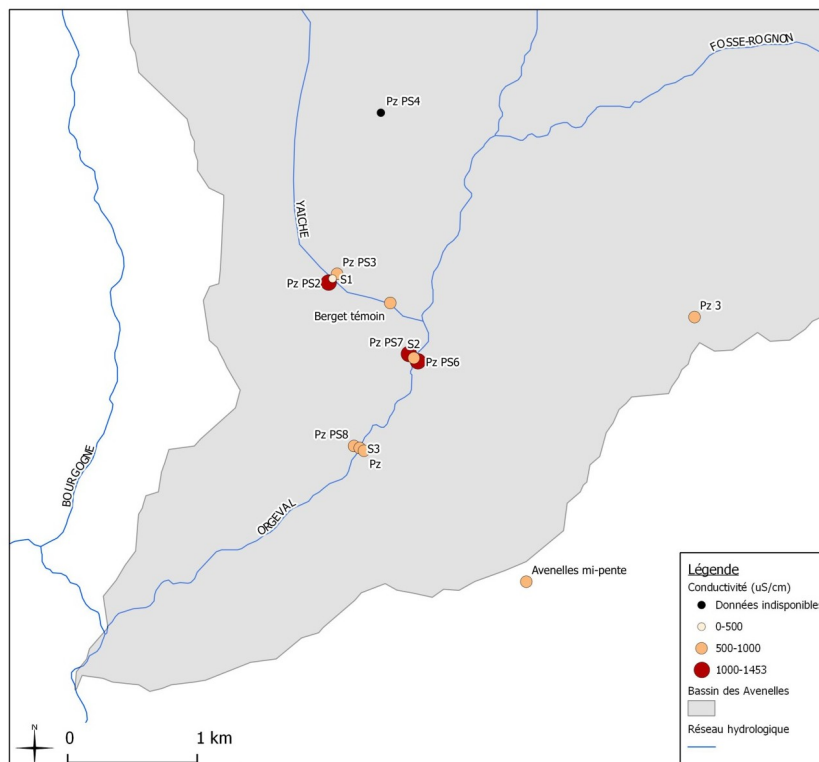 FOSSE-ROGNON
Pz PS4
YAICHE
Pz PS3
S1
Pz PS2
Berget témoin
Pz 3
Pz PS7
S2
Pz PS6
BOURGOGNE
Pz PS8
S3
Pz
ORGEVAL
Avenelles mi-pente
Légende
Conductivité (uS/cm)
Données indisponibles
0-500
500-1000
1000-1453
Bassin des Avenelles
Réseau hydrologique
N
0 1 km